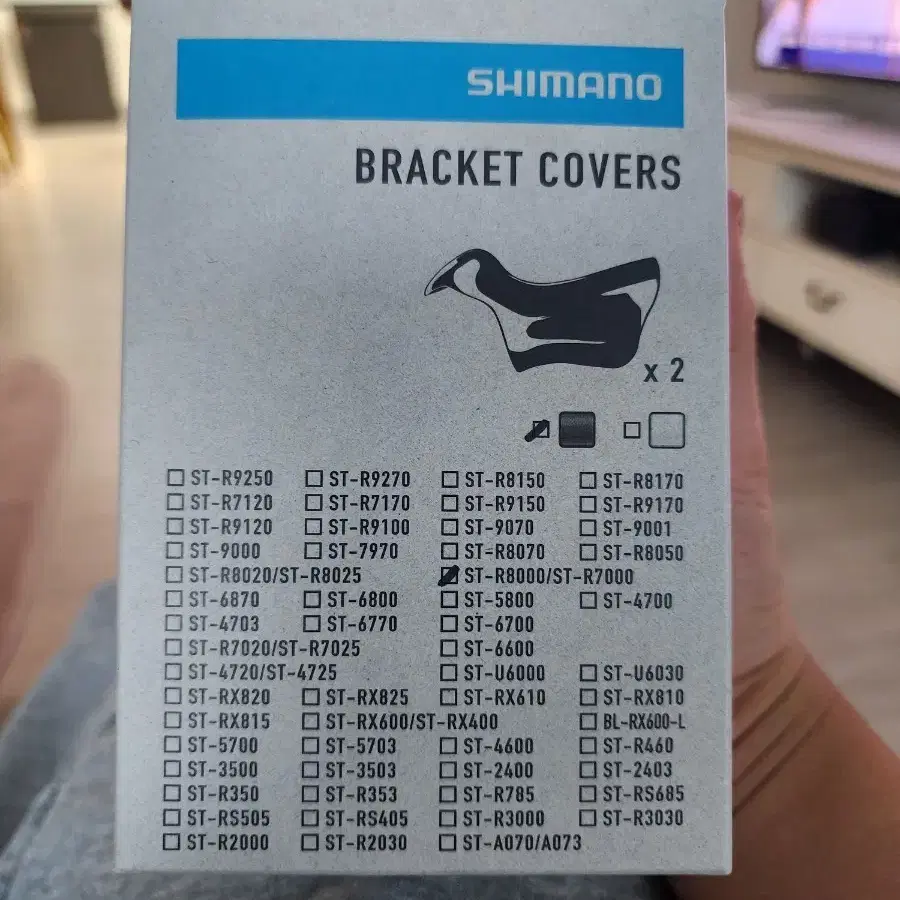 SHIMANO
BRACKET COVERS
x 2
ST-R9250 ST-R9270 ST-R8150 ST-R8170
ST-R7120 ST-R7170 ST-R9150 ST-R9170
ST-R9120 ST-R9100 ST-9070 ST-9001
ST-9000 ST-7970 ST-R8070 ST-R8050
ST-R8020/ST-R8025 ST-R8000/ST-R7000
ST-6870 ST-6800 ST-5800 ST-4700
ST-4703 ST-6770 ST-6700
ST-R7020/ST-R7025 ST-6600
ST-4720/ST-4725 ST-U6000 ST-U6030
ST-RX820 ST-RX825 ST-RX610 ST-RX810
ST-RX815 ST-RX600/ST-RX400 BL-RX600-L
ST-5700 ST-5703 ST-4600 ST-R460
ST-3500 ST-3503 ST-2400 ST-2403
ST-R350 ST-R353 ST-R785 ST-RS685
ST-RS505 ST-RS405 ST-R3000 ST-R3030
ST-R2000 ST-R2030 ST-A070/A073